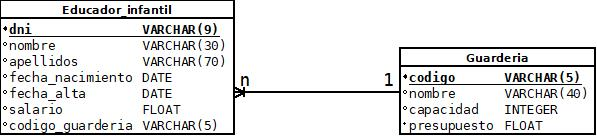 Educador_infantil
dni VARCHAR(9)
nombre VARCHAR(30)
apellidos VARCHAR(70)
fecha_nacimiento DATE
fecha_alta DATE
salario FLOAT
codigo_guarderia VARCHAR(5)
n
1
Guarderia
codigo VARCHAR(5)
nombre VARCHAR(40)
capacidad INTEGER
presupuesto FLOAT